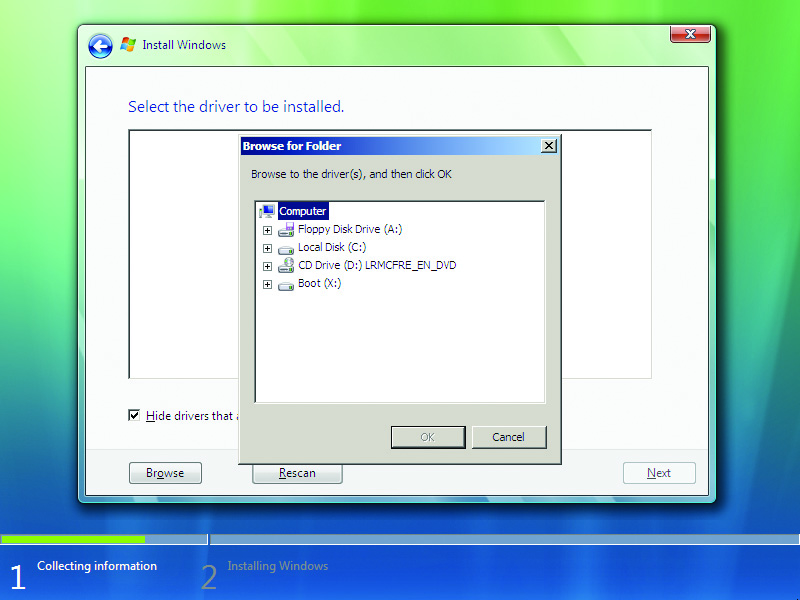 Install Windows
Select the driver to be installed.
Browse for Folder
Browse to the driver(s), and then click OK
Computer
Floppy Disk Drive (A:)
Local Disk (C:)
CD Drive (D:) LRMCFRE_EN_DVD
Boot (X:)
Hide drivers that
OK
Cancel
Browse
Rescan
Next
1 Collecting information
2 Installing Windows